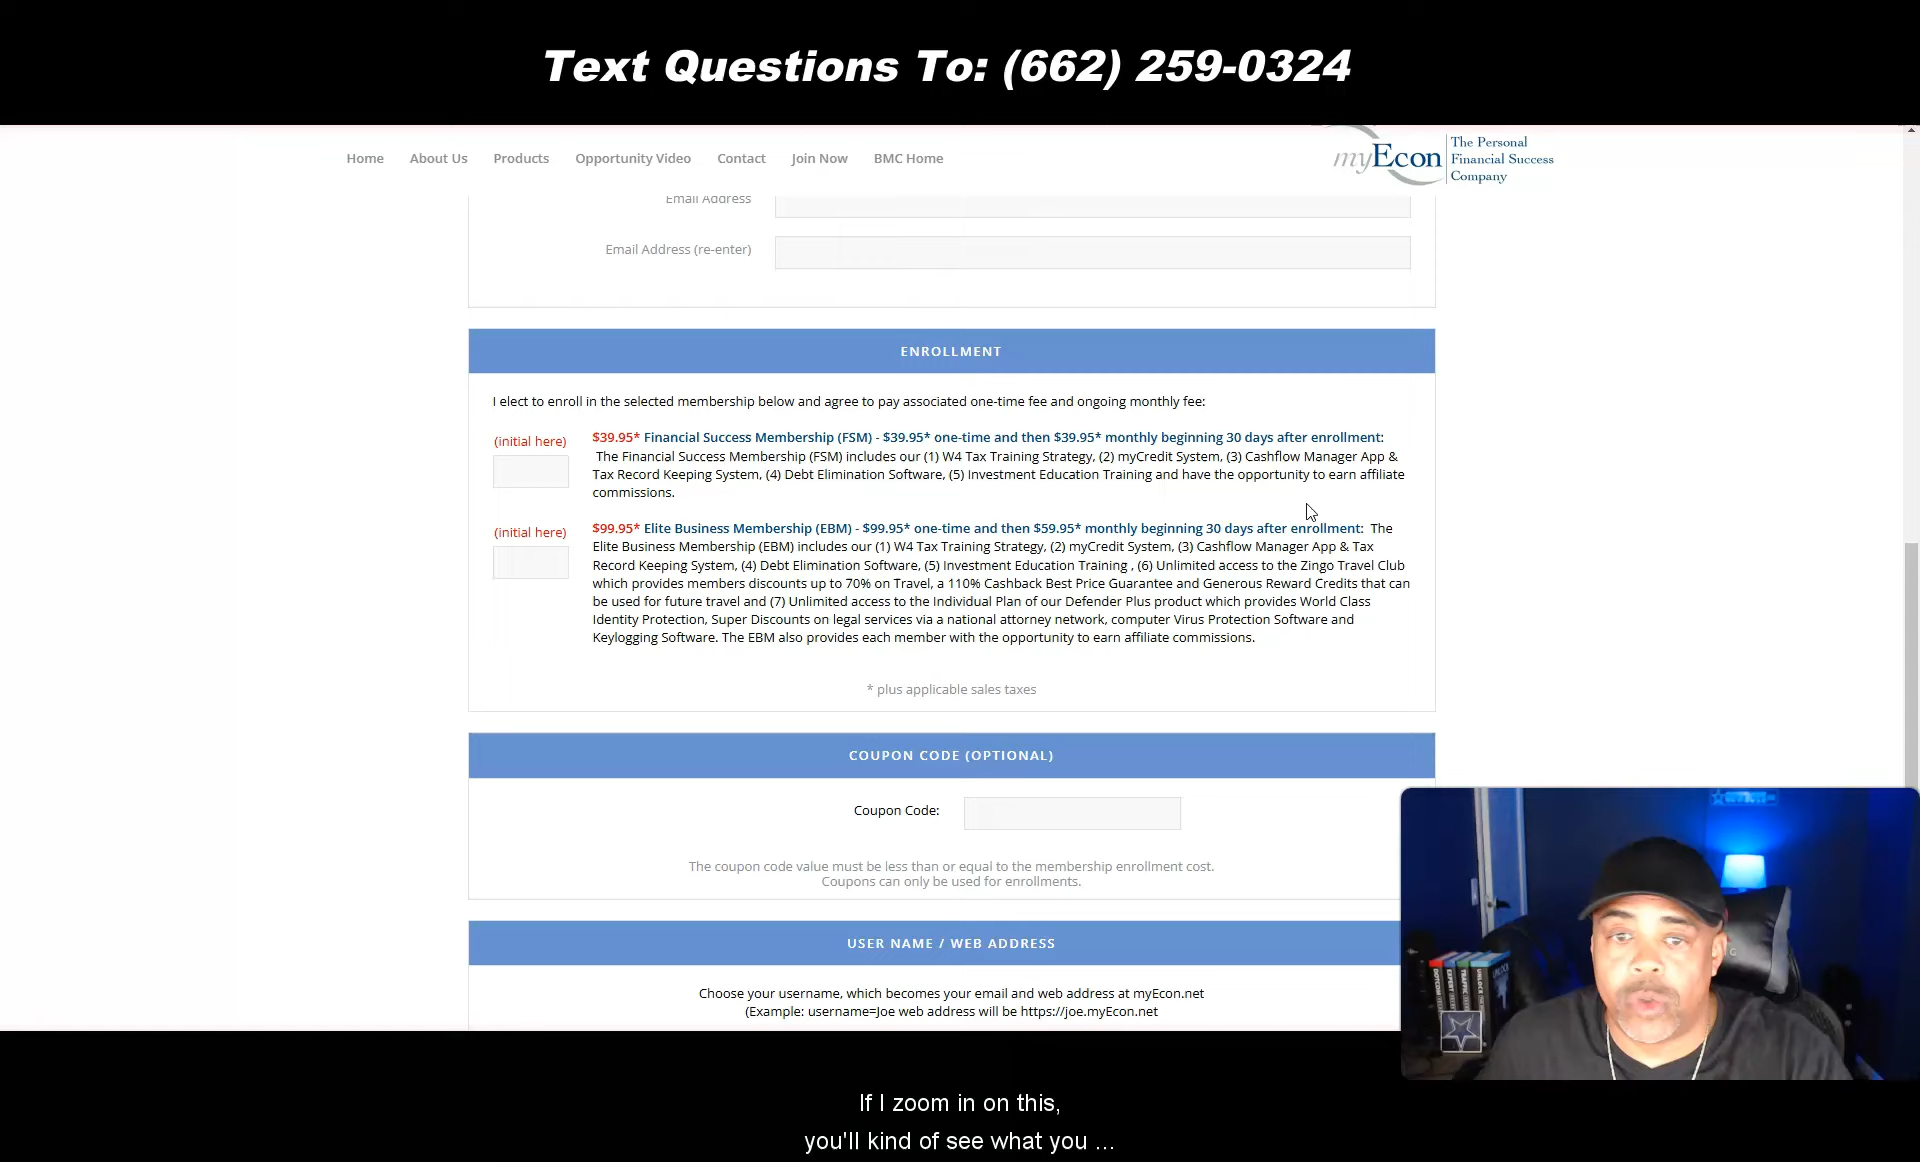 Text Questions To: (662) 259-0324
Home About Us Products Opportunity Video Contact Join Now BMC Home
myEcon
The Personal
Financial Success
Company
Email Address
Email Address (re-enter)
ENROLLMENT
I elect to enroll in the selected membership below and agree to pay associated one-time fee and ongoing monthly fee:
(initial here)
$39.95* Financial Success Membership (FSM) - $39.95* one-time and then $39.95* monthly beginning 30 days after enrollment:
The Financial Success Membership (FSM) includes our (1) W4 Tax Training Strategy, (2) myCredit System, (3) Cashflow Manager App &
Tax Record Keeping System, (4) Debt Elimination Software, (5) Investment Education Training and have the opportunity to earn affiliate
commissions.
(initial here)
$99.95* Elite Business Membership (EBM) - $99.95* one-time and then $59.95* monthly beginning 30 days after enrollment: The
Elite Business Membership (EBM) includes our (1) W4 Tax Training Strategy, (2) myCredit System, (3) Cashflow Manager App & Tax
Record Keeping System, (4) Debt Elimination Software, (5) Investment Education Training , (6) Unlimited access to the Zingo Travel Club
which provides members discounts up to 70% on Travel, a 110% Cashback Best Price Guarantee and Generous Reward Credits that can
be used for future travel and (7) Unlimited access to the Individual Plan of our Defender Plus product which provides World Class
Identity Protection, Super Discounts on legal services via a national attorney network, computer Virus Protection Software and
Keylogging Software. The EBM also provides each member with the opportunity to earn affiliate commissions.
* plus applicable sales taxes
COUPON CODE (OPTIONAL)
Coupon Code:
The coupon code value must be less than or equal to the membership enrollment cost.
Coupons can only be used for enrollments.
USER NAME / WEB ADDRESS
Choose your username, which becomes your email and web address at myEcon.net
(Example: username=Joe web address will be https://joe.myEcon.net
DOTCOM
EXPERT
TRAFFIC
UNLOCK
If I zoom in on this,
you'll kind of see what you ...